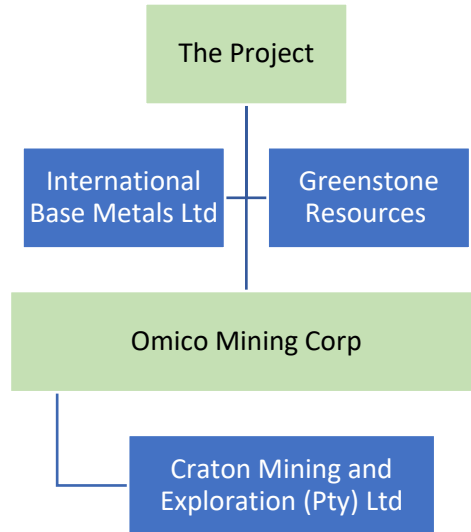 The Project
International
Base Metals Ltd
Greenstone
Resources
Omico Mining Corp
Craton Mining and
Exploration (Pty) Ltd